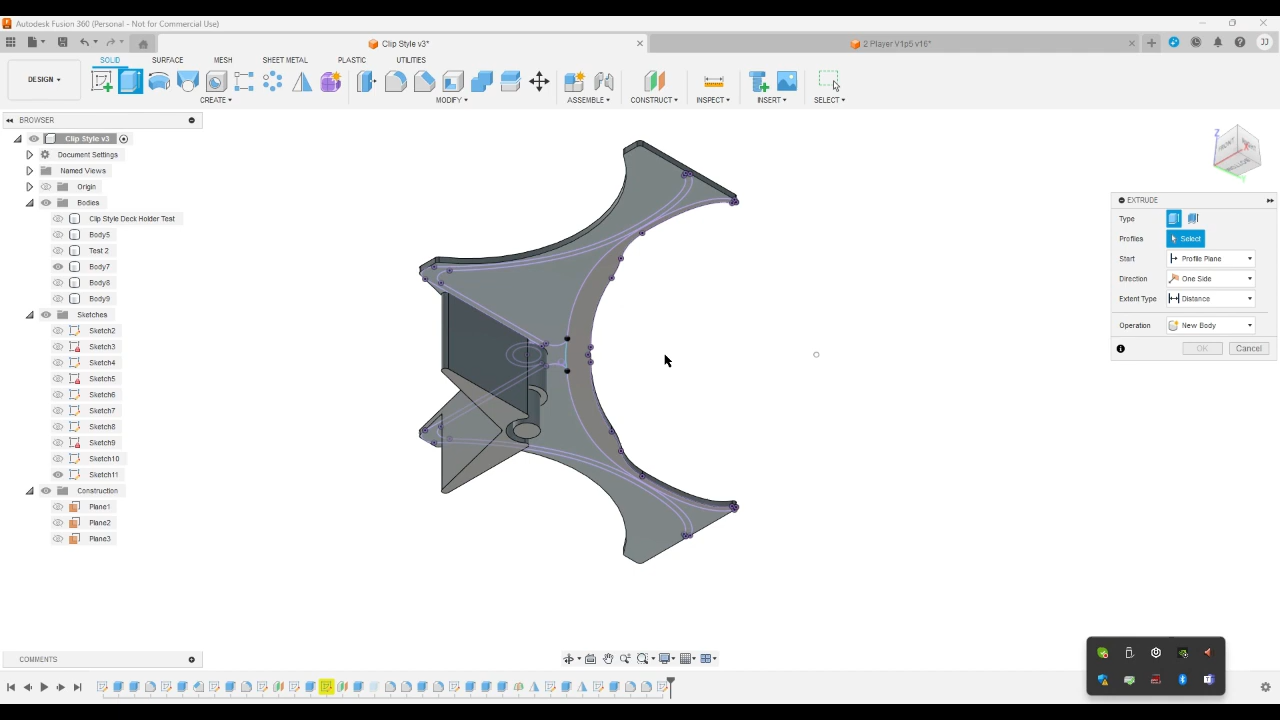 Autodesk Fusion 360 (Personal - Not for Commercial Use)
Clip Style v3*
2 Player V1p5 v16*
JJ
DESIGN
SOLID
SURFACE
MESH
SHEET METAL
PLASTIC
UTILITIES
CREATE
MODIFY
ASSEMBLE
CONSTRUCT
INSPECT
INSERT
SELECT
BROWSER
Clip Style v3
Document Settings
Named Views
Origin
Bodies
Clip Style Deck Holder Test
Body5
Test 2
Body7
Body8
Body9
Sketches
Sketch2
Sketch3
Sketch4
Sketch5
Sketch6
Sketch7
Sketch8
Sketch9
Sketch10
Sketch11
Construction
Plane1
Plane2
Plane3
Z
EXTRUDE
Type
Profiles
Select
Start
Profile Plane
Direction
One Side
Extent Type
Distance
Operation
New Body
OK
Cancel
COMMENTS